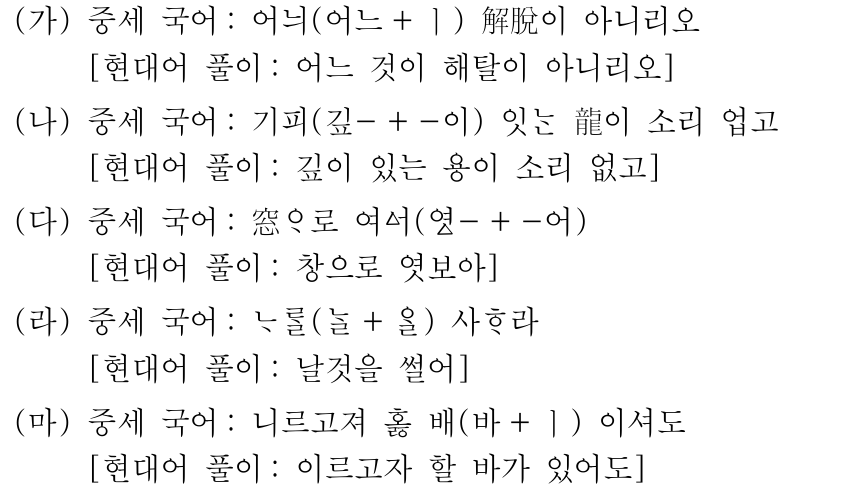 (가) 중세 국어: 어늬(어느+ㅣ) 解脫이 아니리오
[현대어 풀이: 어느 것이 해탈이 아니리오]
(나) 중세 국어: 기피(깊-+-이) 잇ᄂᆞᆫ 龍이 소리 업고
[현대어 풀이: 깊이 있는 용이 소리 없고]
(다) 중세 국어: 窓ᄋᆞ로 여ᅀᅥ(ᄋ\u1167ᇫ-+-어)
[현대어 풀이: 창으로 엿보아]
(라) 중세 국어: ᄂᆞᄅᆞᆯ(ᄂᆞᆯ+ᄋᆞᆯ) 사ᄒᆞ라
[현대어 풀이: 날것을 썰어]
(마) 중세 국어: 니르고져 홇 배(바+ㅣ) 이셔도
[현대어 풀이: 이르고자 할 바가 있어도]